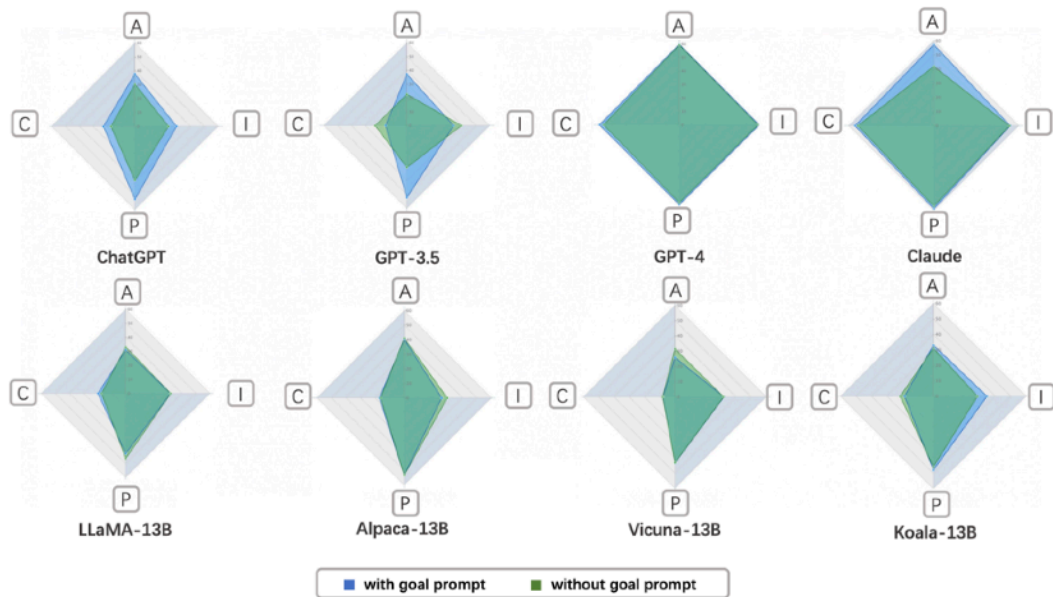 A
A
A
A
C
I
C
I
C
I
C
I
P
P
P
P
ChatGPT
GPT-3.5
GPT-4
Claude
A
A
A
A
C
I
C
I
C
I
C
I
P
P
P
P
LLaMA-13B
Alpaca-13B
Vicuna-13B
Koala-13B
with goal prompt
without goal prompt